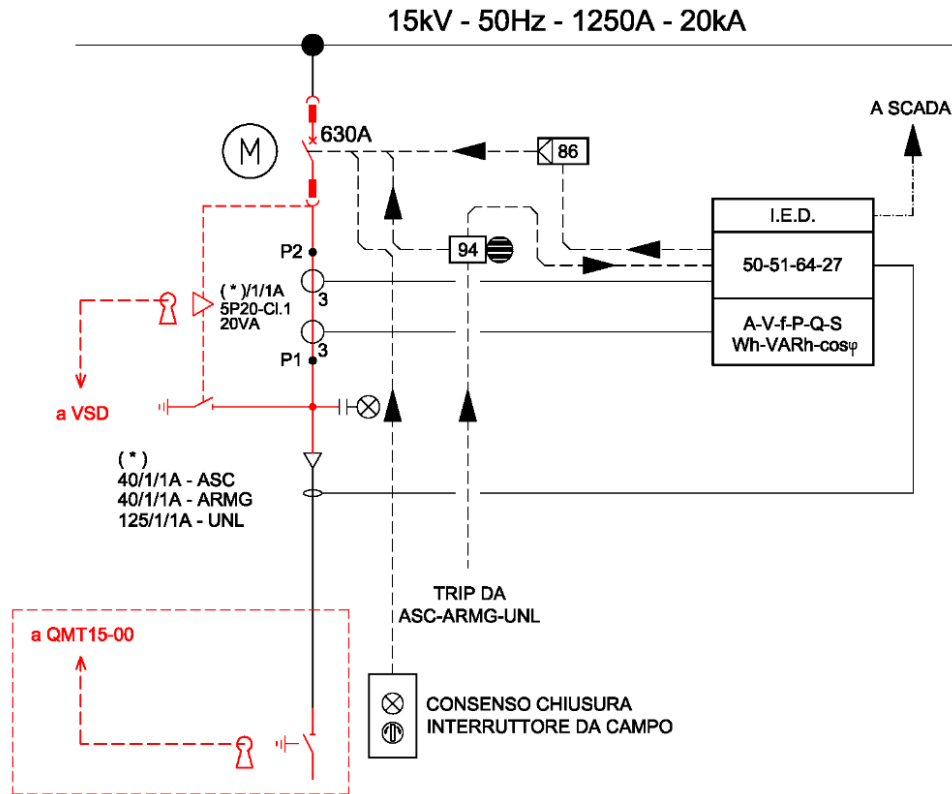 15kV - 50Hz - 1250A - 20kA
A SCADA
630A
M
86
I.E.D.
94
50-51-64-27
P2
(*)/1/1A
5P20-Cl.1
20VA
3
3
A-V-f-P-Q-S
Wh-VARh-cosφ
P1
a VSD
(*)
40/1/1A - ASC
40/1/1A - ARMG
125/1/1A - UNL
TRIP DA
ASC-ARMG-UNL
a QMT15-00
CONSENSO CHIUSURA
INTERRUTTORE DA CAMPO